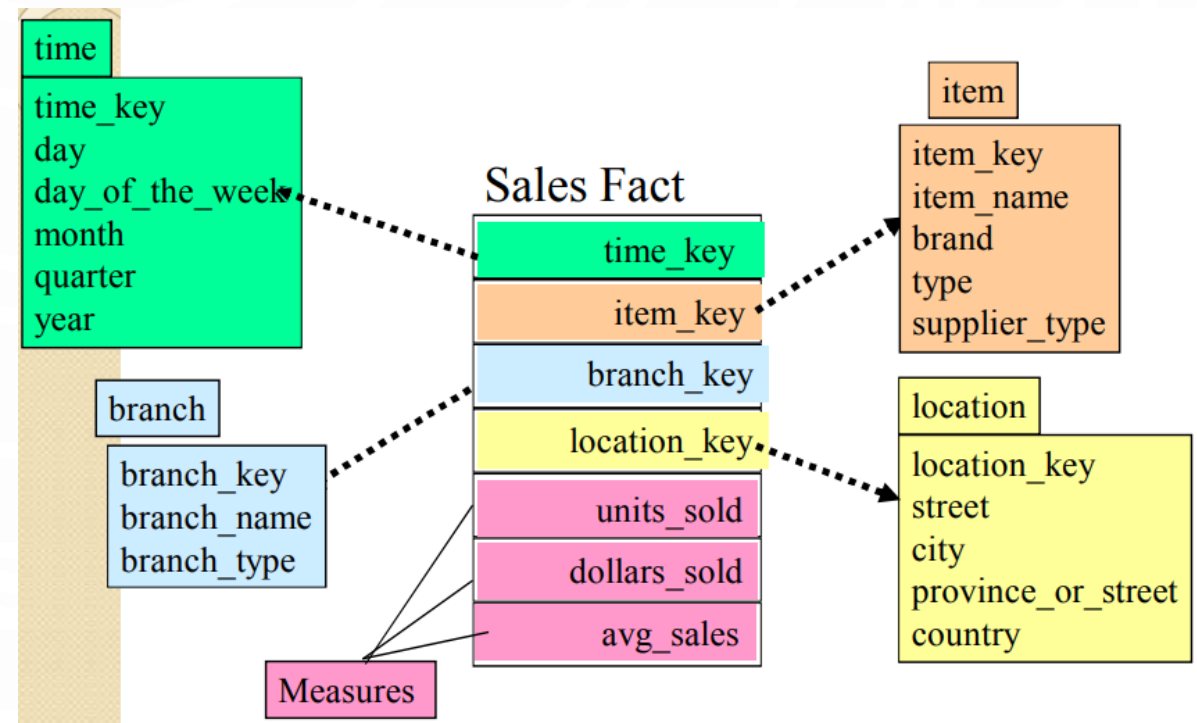 time
time_key
day
day_of_the_week
month
quarter
year
item
item_key
item_name
brand
type
supplier_type
Sales Fact
time_key
item_key
branch_key
location_key
units_sold
dollars_sold
avg_sales
branch
branch_key
branch_name
branch_type
location
location_key
street
city
province_or_street
country
Measures